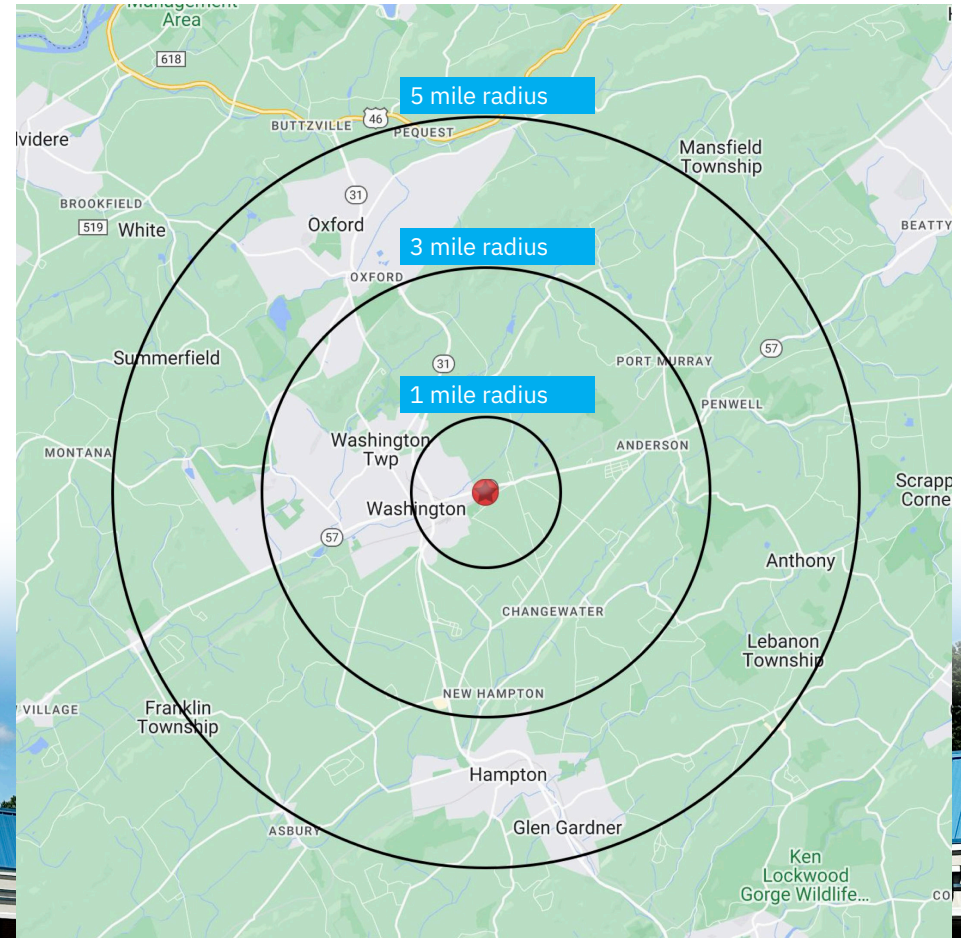 Management
Area
618
5 mile radius
46
BUTTZVILLE
PEQUEST
lvidere
Mansfield
Township
31
BROOKFIELD
519
White
Oxford
BEATTY
3 mile radius
OXFORD
Summerfield
31
PORT MURRAY
57
1 mile radius
PENWELL
Washington
Twp
ANDERSON
MONTANA
Scrapp
Corne
Washington
57
Anthony
CHANGEWATER
Lebanon
Township
NEW HAMPTON
VILLAGE
Franklin
Township
Hampton
ASBURY
Glen Gardner
Ken
Lockwood
Gorge Wildlife...
CO